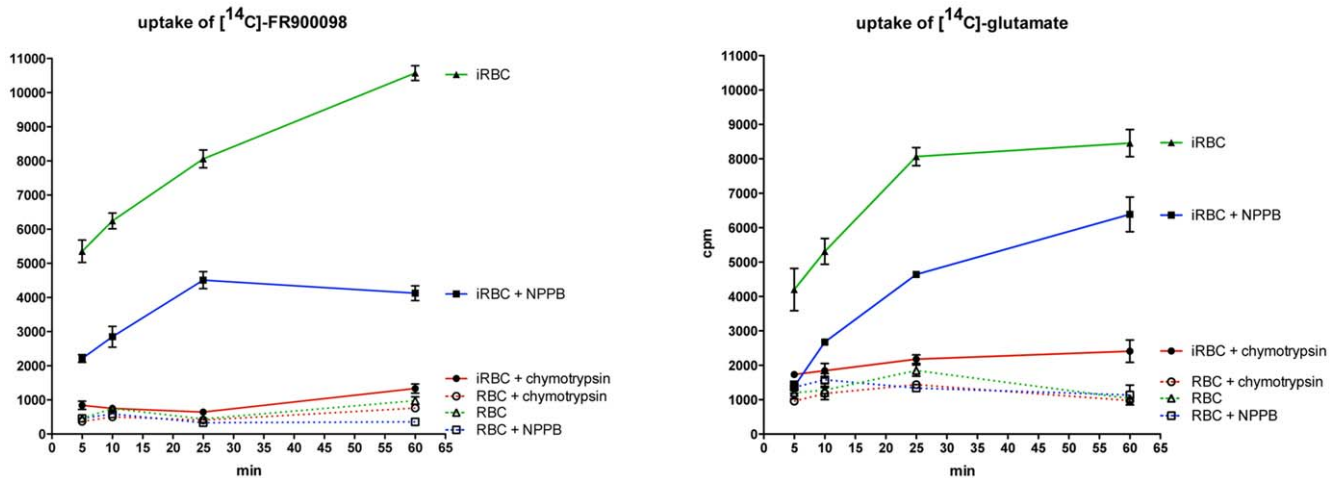 uptake of [14C]-FR900098
11000
10000
9000
8000
7000
6000
5000
4000
3000
2000
1000
0
0 5 10 15 20 25 30 35 40 45 50 55 60 65
min
iRBC
iRBC + NPPB
iRBC + chymotrypsin
RBC + chymotrypsin
RBC
RBC + NPPB
uptake of [14C]-glutamate
cpm
11000
10000
9000
8000
7000
6000
5000
4000
3000
2000
1000
0
0 5 10 15 20 25 30 35 40 45 50 55 60 65
min
iRBC
iRBC + NPPB
iRBC + chymotrypsin
RBC + chymotrypsin
RBC
RBC + NPPB